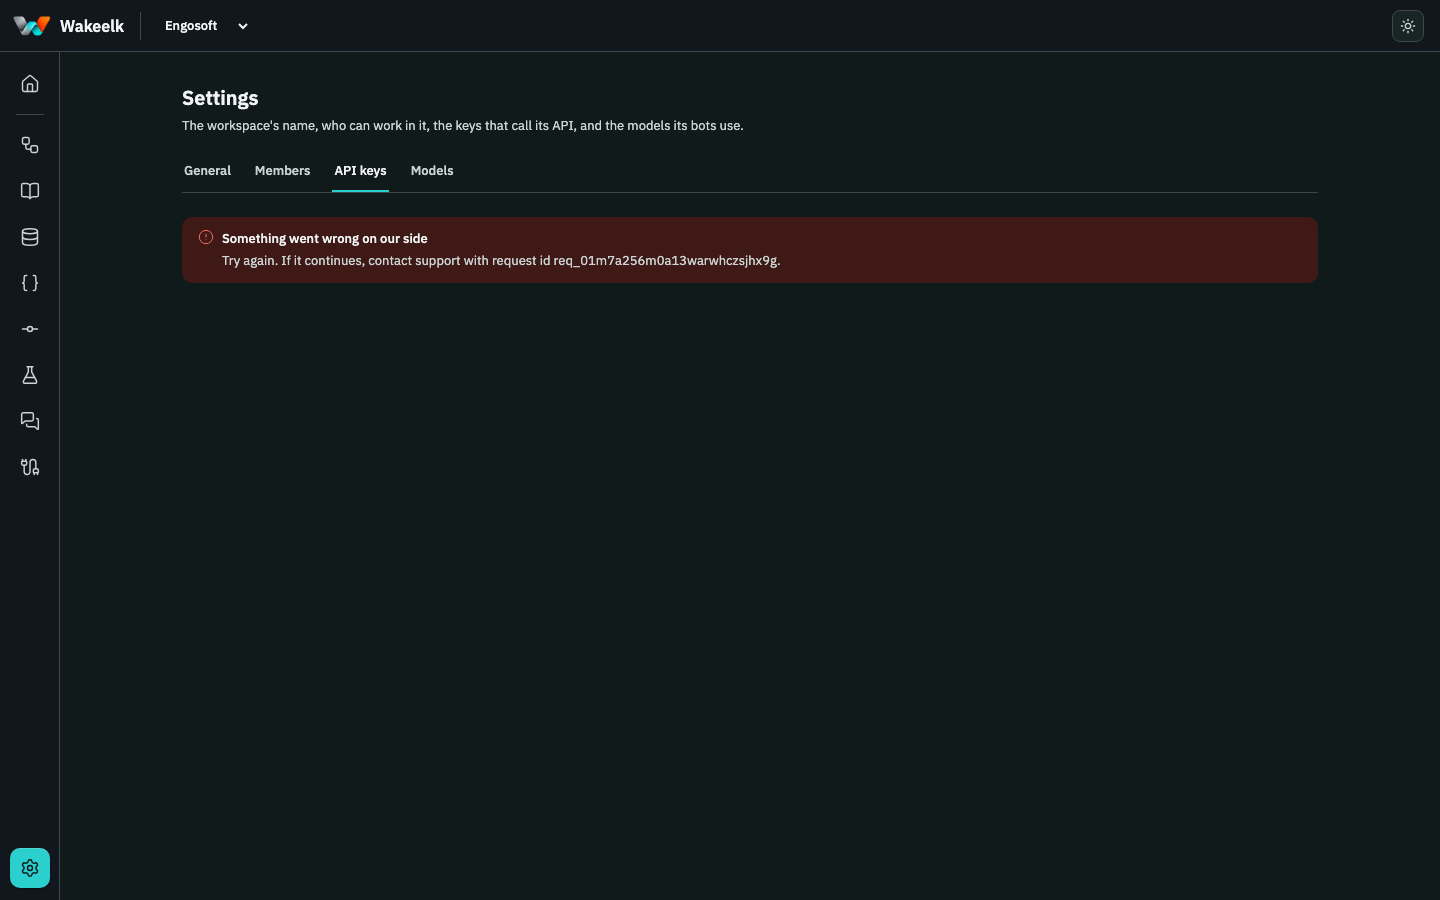 Wakeelk
Engosoft
Settings
The workspace's name, who can work in it, the keys that call its API, and the models its bots use.
General Members API keys Models
Something went wrong on our side
Try again. If it continues, contact support with request id req_01m7a256m0a13warwhczsjhx9g.